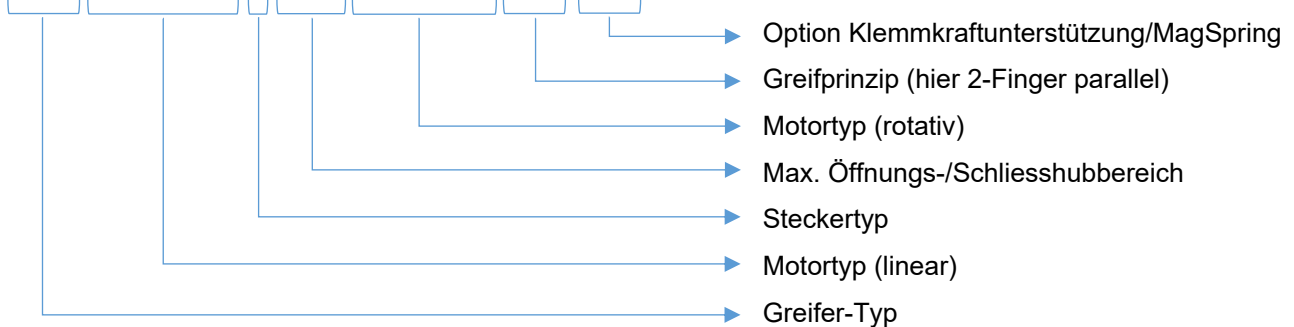 Option Klemmkraftunterstützung/MagSpring
Greifprinzip (hier 2-Finger parallel)
Motortyp (rotativ)
Max. Öffnungs-/Schliesshubbereich
Steckertyp
Motortyp (linear)
Greifer-Typ